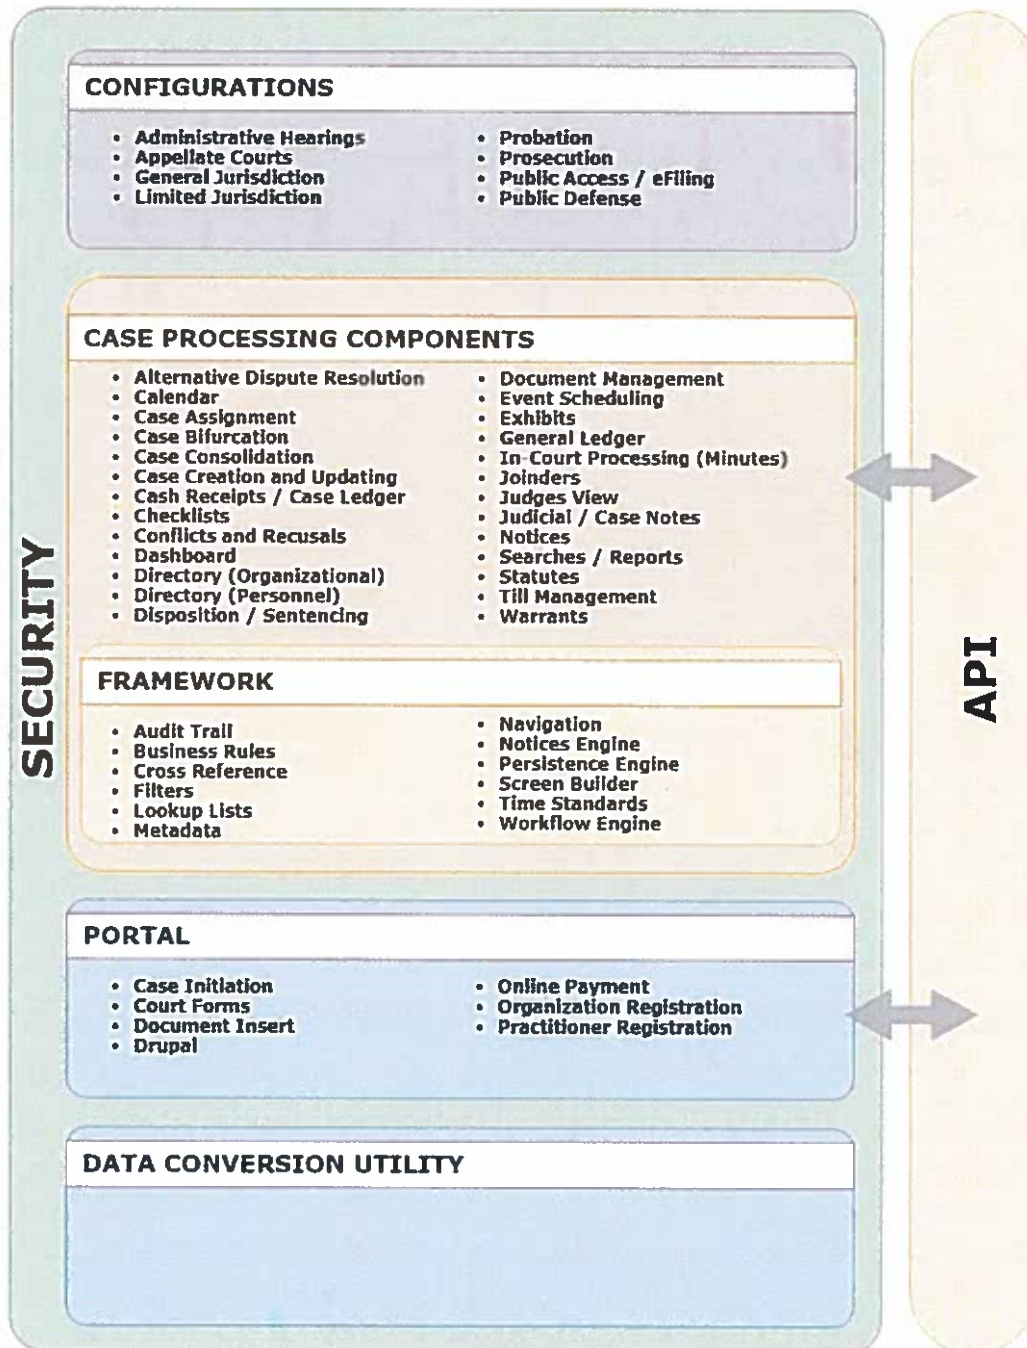 SECURITY
CONFIGURATIONS
• Administrative Hearings
• Appellate Courts
• General Jurisdiction
• Limited Jurisdiction
• Probation
• Prosecution
• Public Access / eFiling
• Public Defense
CASE PROCESSING COMPONENTS
• Alternative Dispute Resolution
• Calendar
• Case Assignment
• Case Bifurcation
• Case Consolidation
• Case Creation and Updating
• Cash Receipts / Case Ledger
• Checklists
• Conflicts and Recusals
• Dashboard
• Directory (Organizational)
• Directory (Personnel)
• Disposition / Sentencing
• Document Management
• Event Scheduling
• Exhibits
• General Ledger
• In-Court Processing (Minutes)
• Joinders
• Judges View
• Judicial / Case Notes
• Notices
• Searches / Reports
• Statutes
• Till Management
• Warrants
FRAMEWORK
• Audit Trail
• Business Rules
• Cross Reference
• Filters
• Lookup Lists
• Metadata
• Navigation
• Notices Engine
• Persistence Engine
• Screen Builder
• Time Standards
• Workflow Engine
PORTAL
• Case Initiation
• Court Forms
• Document Insert
• Drupal
• Online Payment
• Organization Registration
• Practitioner Registration
DATA CONVERSION UTILITY
API